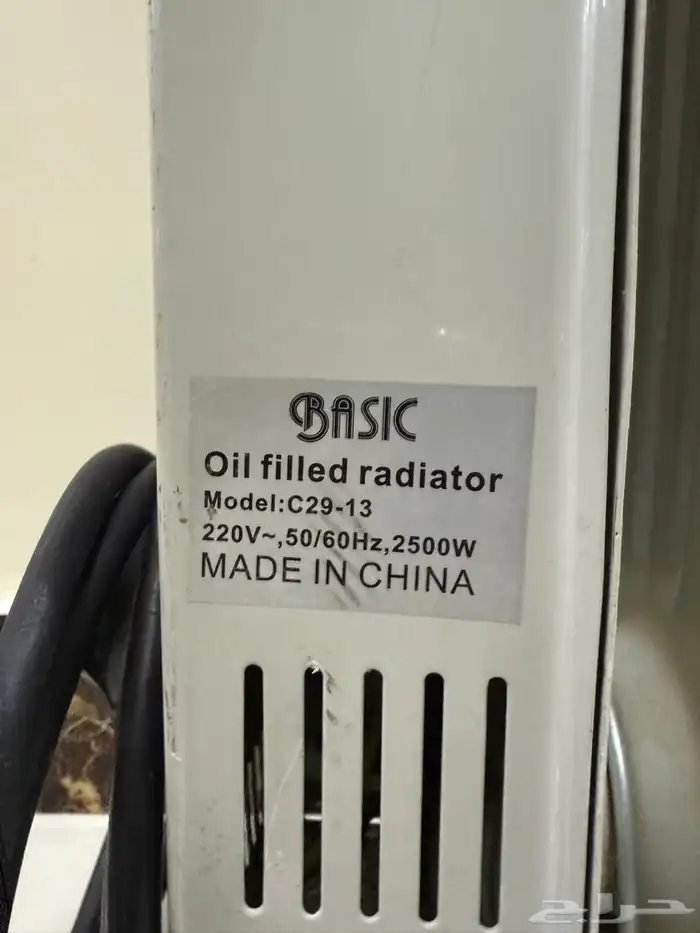 BASIC
Oil filled radiator
Model:C29-13
220V~,50/60Hz,2500W
MADE IN CHINA
حراج